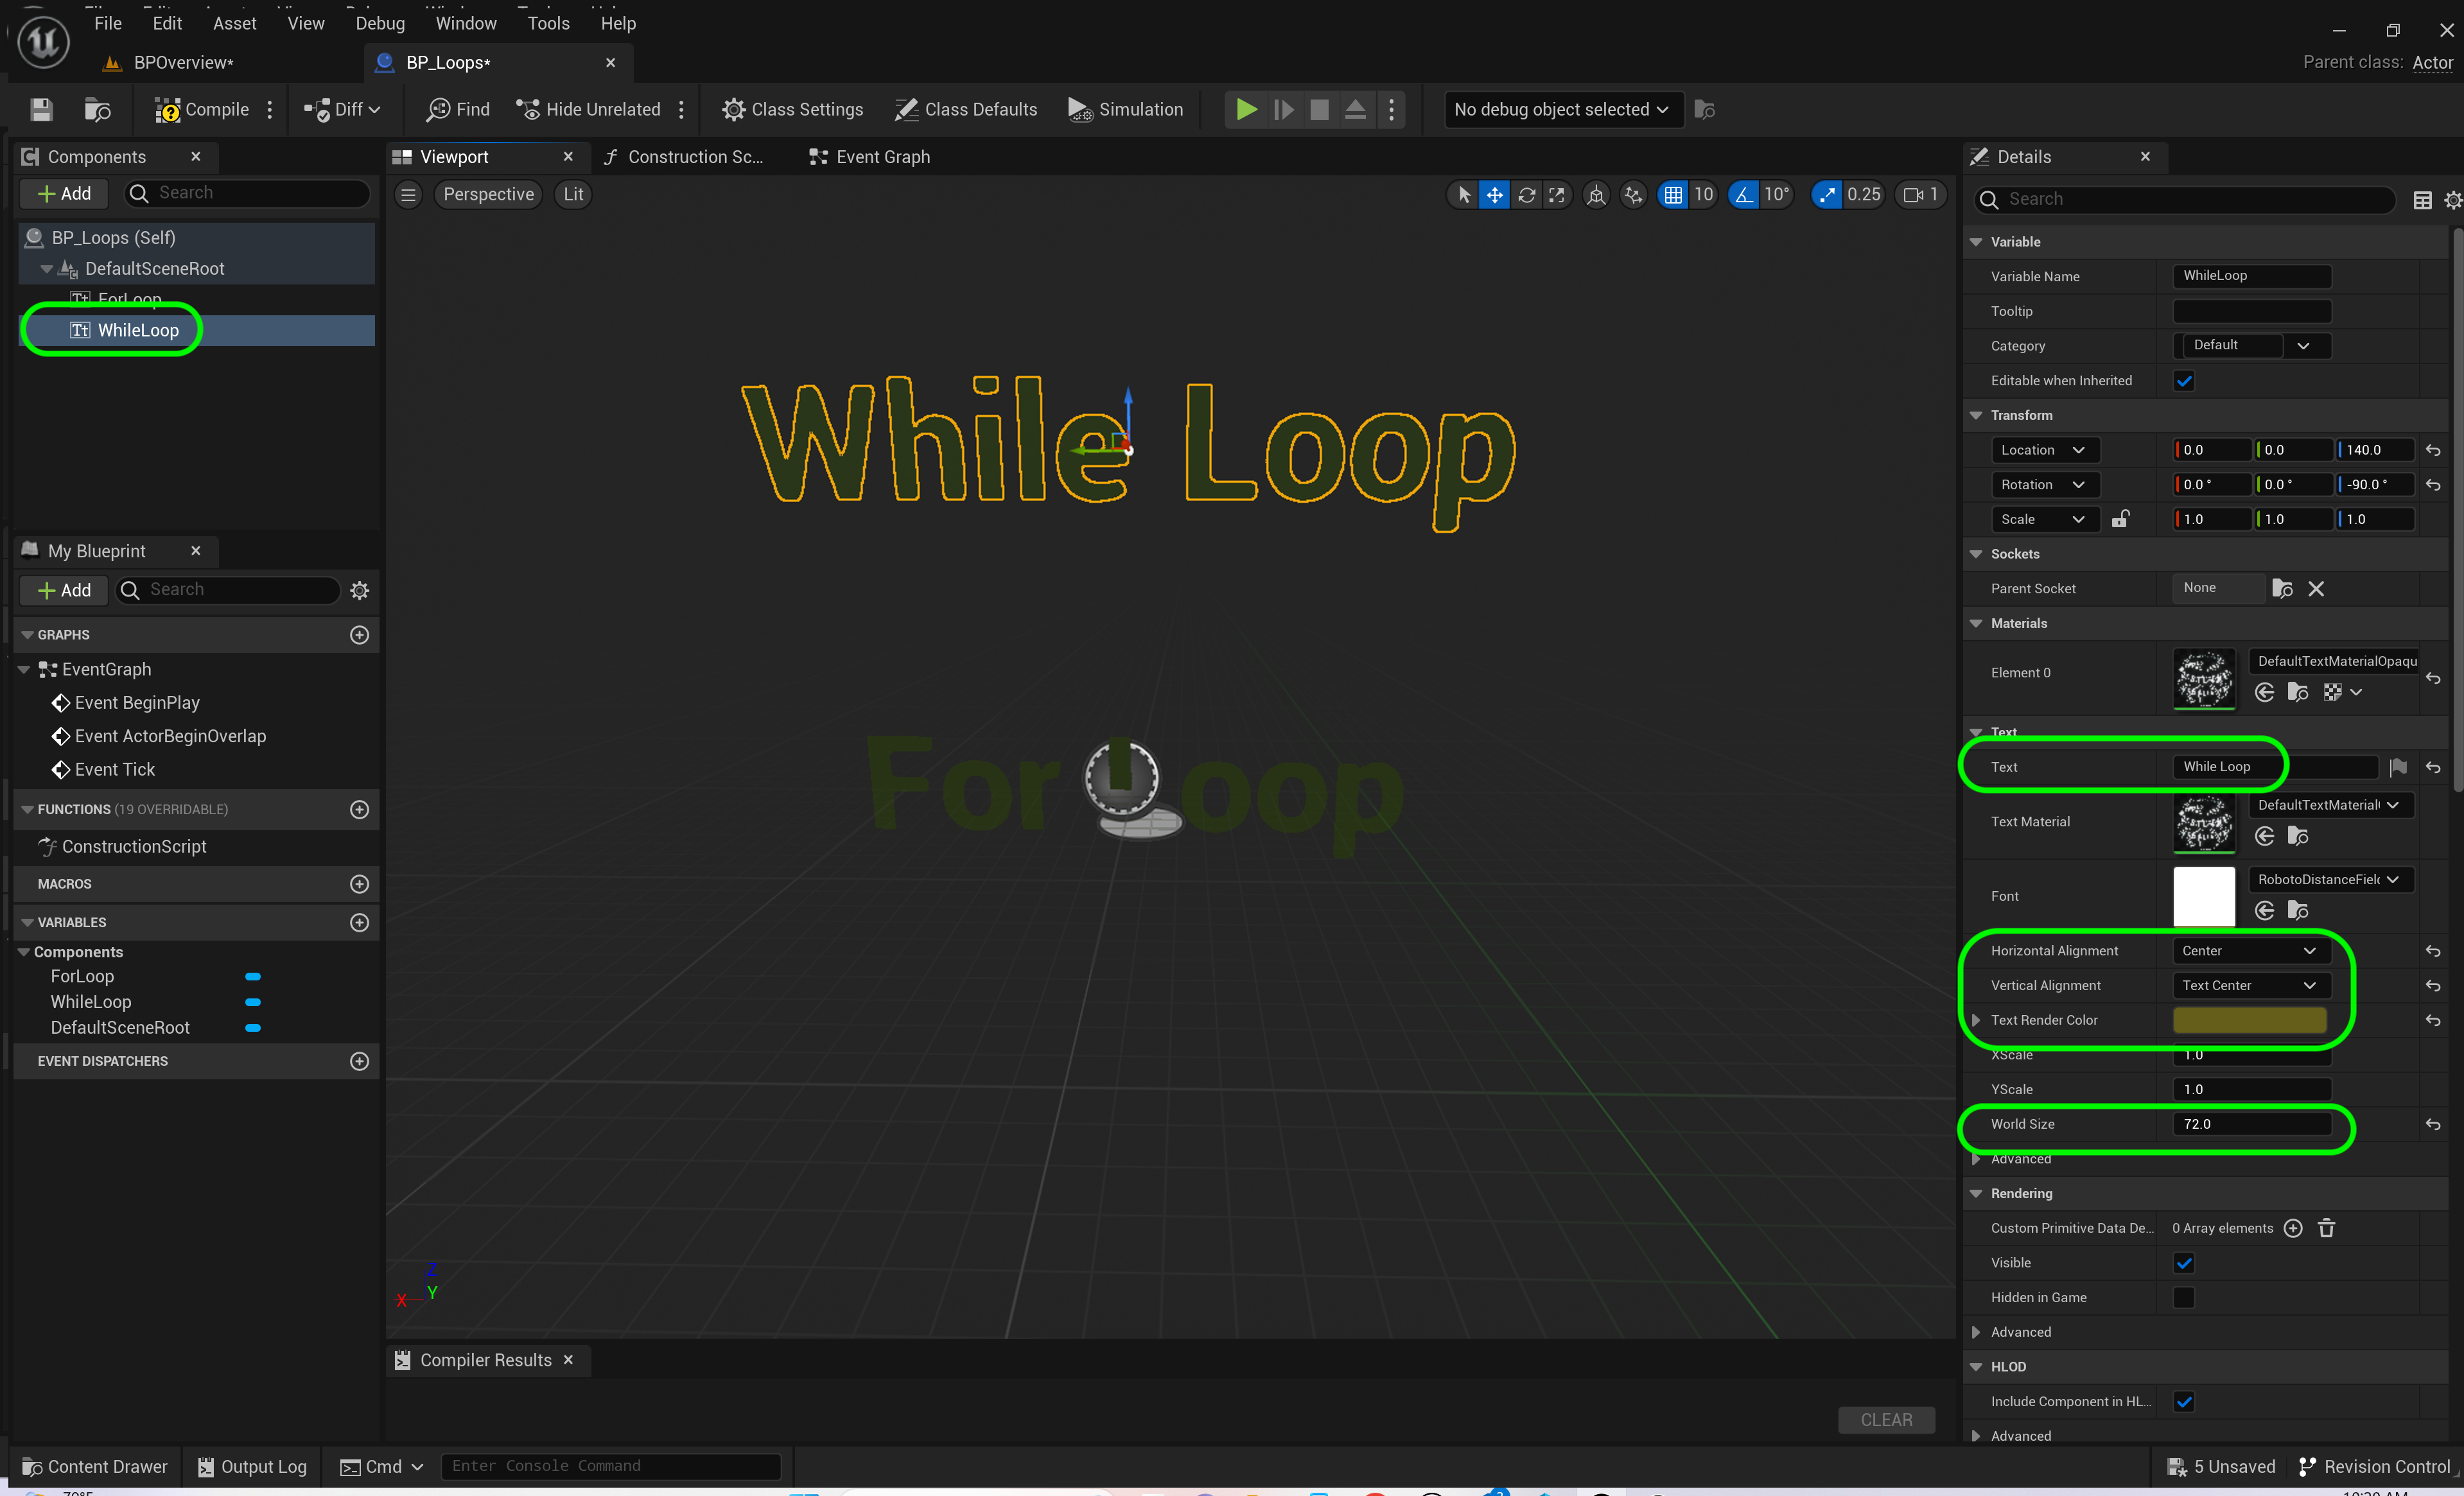 File Edit Asset View Debug Window Tools Help
BPOverview*
BP_Loops*
Parent class: Actor
Compile
Diff
Find
Hide Unrelated
Class Settings
Class Defaults
Simulation
No debug object selected
Components
Viewport
Construction Sc...
Event Graph
Details
Add
Search
Perspective
Lit
10
10°
0.25
1
Search
BP_Loops (Self)
DefaultSceneRoot
ForLoop
WhileLoop
While Loop
For Loop
Z
X
Y
My Blueprint
Add
Search
GRAPHS
EventGraph
Event BeginPlay
Event ActorBeginOverlap
Event Tick
FUNCTIONS (19 OVERRIDABLE)
ConstructionScript
MACROS
VARIABLES
Components
ForLoop
WhileLoop
DefaultSceneRoot
EVENT DISPATCHERS
Compiler Results
CLEAR
Variable
Variable Name WhileLoop
Tooltip
Category Default
Editable when Inherited
Transform
Location 0.0 0.0 140.0
Rotation 0.0 ° 0.0 ° -90.0 °
Scale 1.0 1.0 1.0
Sockets
Parent Socket None
Materials
Element 0 DefaultTextMaterialOpaqu
Text
Text While Loop
Text Material DefaultTextMaterial
Font RobotoDistanceField
Horizontal Alignment Center
Vertical Alignment Text Center
Text Render Color
XScale 1.0
YScale 1.0
World Size 72.0
Advanced
Rendering
Custom Primitive Data De... 0 Array elements
Visible
Hidden in Game
Advanced
HLOD
Include Component in HL...
Advanced
Content Drawer
Output Log
Cmd
Enter Console Command
5 Unsaved
Revision Control